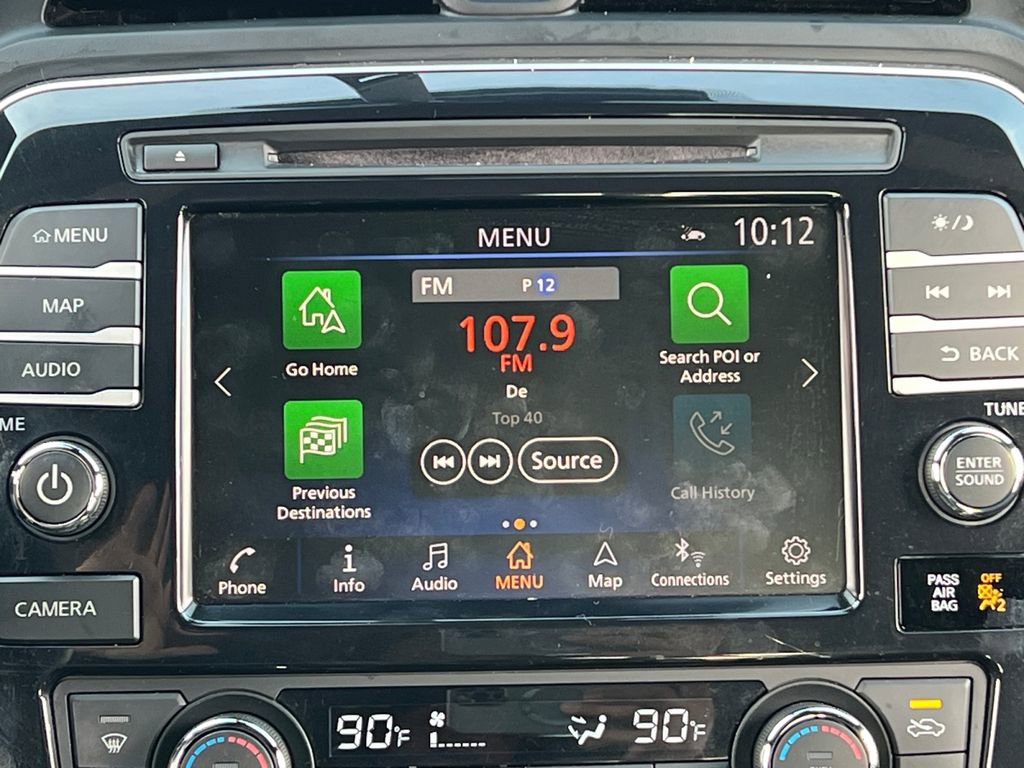 MENU
MAP
AUDIO
ME
CAMERA
MENU
10:12
Go Home
Previous
Destinations
FM P 12
107.9
FM
De
Top 40
Source
Search POI or
Address
Call History
Phone
Info
Audio
MENU
Map
Connections
Settings
BACK
TUNE
ENTER
SOUND
PASS
AIR
BAG
OFF
2
90°F
90°F